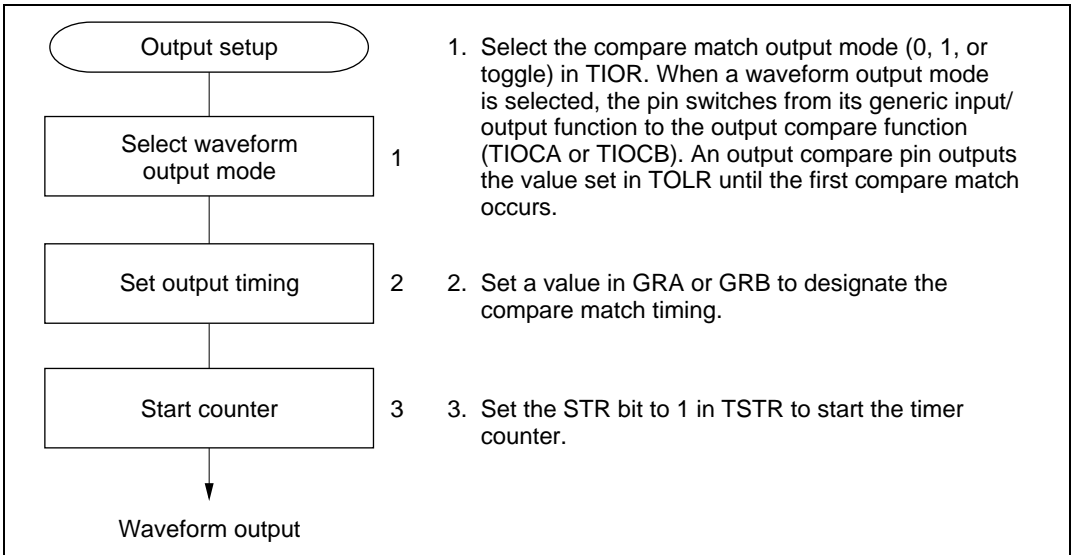 Output setup
Select waveform
output mode
1
1. Select the compare match output mode (0, 1, or
toggle) in TIOR. When a waveform output mode
is selected, the pin switches from its generic input/
output function to the output compare function
(TIOCA or TIOCB). An output compare pin outputs
the value set in TOLR until the first compare match
occurs.
Set output timing
2
2. Set a value in GRA or GRB to designate the
compare match timing.
Start counter
3
3. Set the STR bit to 1 in TSTR to start the timer
counter.
Waveform output